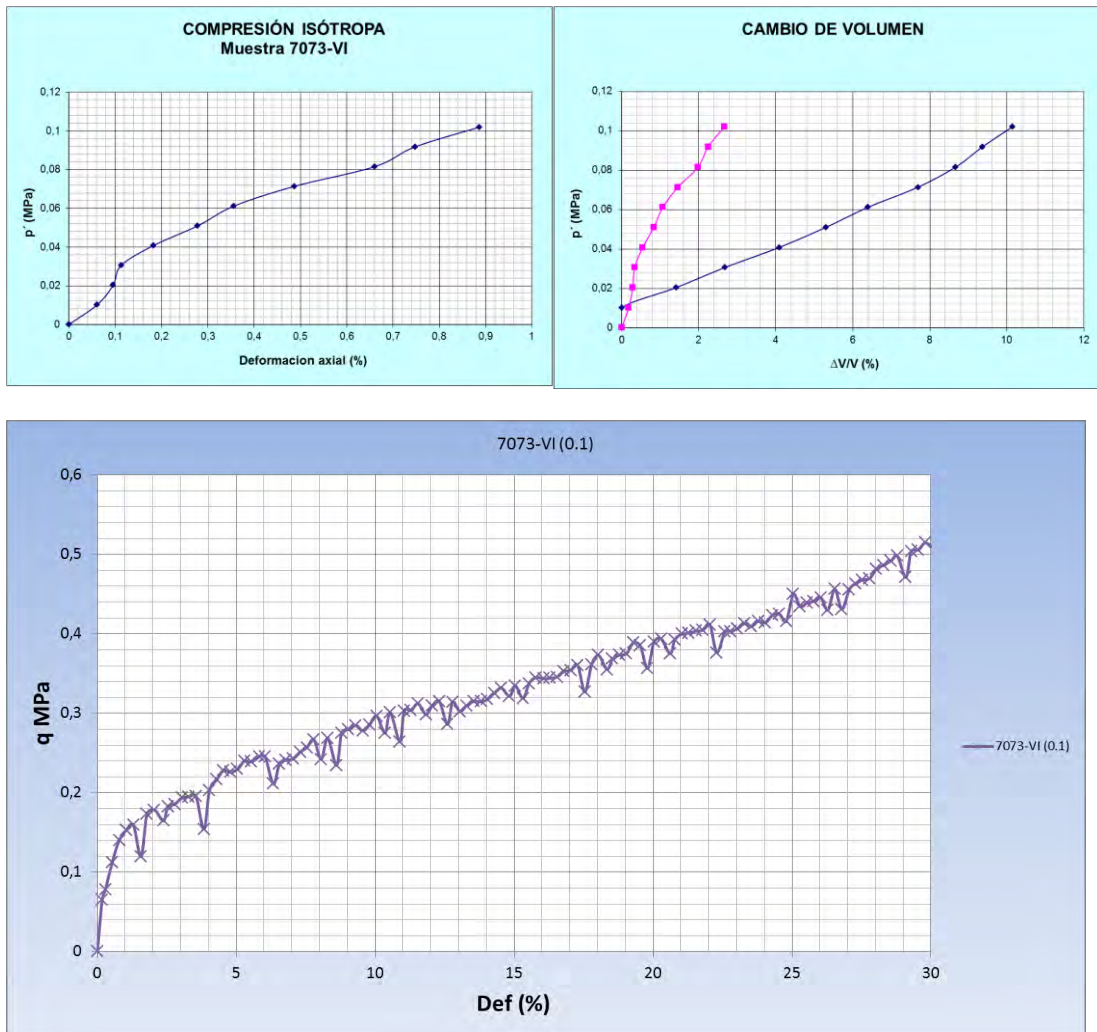 COMPRESIÓN ISÓTROPA
Muestra 7073-VI
0,12
0,1
0,08
0,06
0,04
0,02
0
p´ (MPa)
0 0,1 0,2 0,3 0,4 0,5 0,6 0,7 0,8 0,9 1
Deformacion axial (%)
CAMBIO DE VOLUMEN
0,12
0,1
0,08
0,06
0,04
0,02
0
p´ (MPa)
0 2 4 6 8 10 12
ΔV/V (%)
7073-VI (0.1)
0,6
0,5
0,4
0,3
0,2
0,1
0
q MPa
0 5 10 15 20 25 30
Def (%)
7073-VI (0.1)